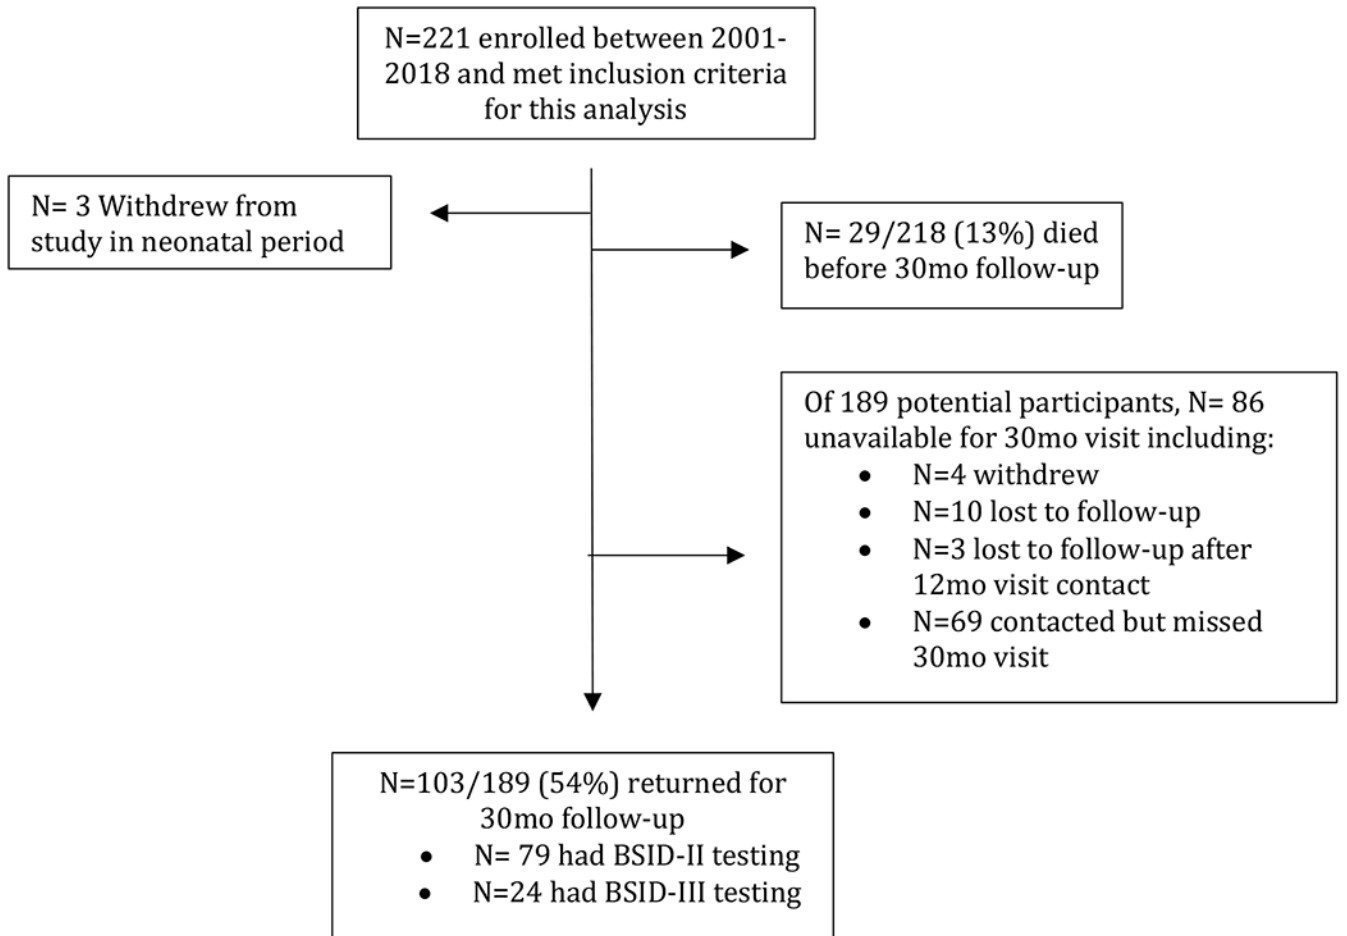 N=221 enrolled between 2001-
2018 and met inclusion criteria
for this analysis
N= 3 Withdrew from
study in neonatal period
N= 29/218 (13%) died
before 30mo follow-up
Of 189 potential participants, N= 86
unavailable for 30mo visit including:
• N=4 withdrew
• N=10 lost to follow-up
• N=3 lost to follow-up after
12mo visit contact
• N=69 contacted but missed
30mo visit
N=103/189 (54%) returned for
30mo follow-up
• N= 79 had BSID-II testing
• N=24 had BSID-III testing